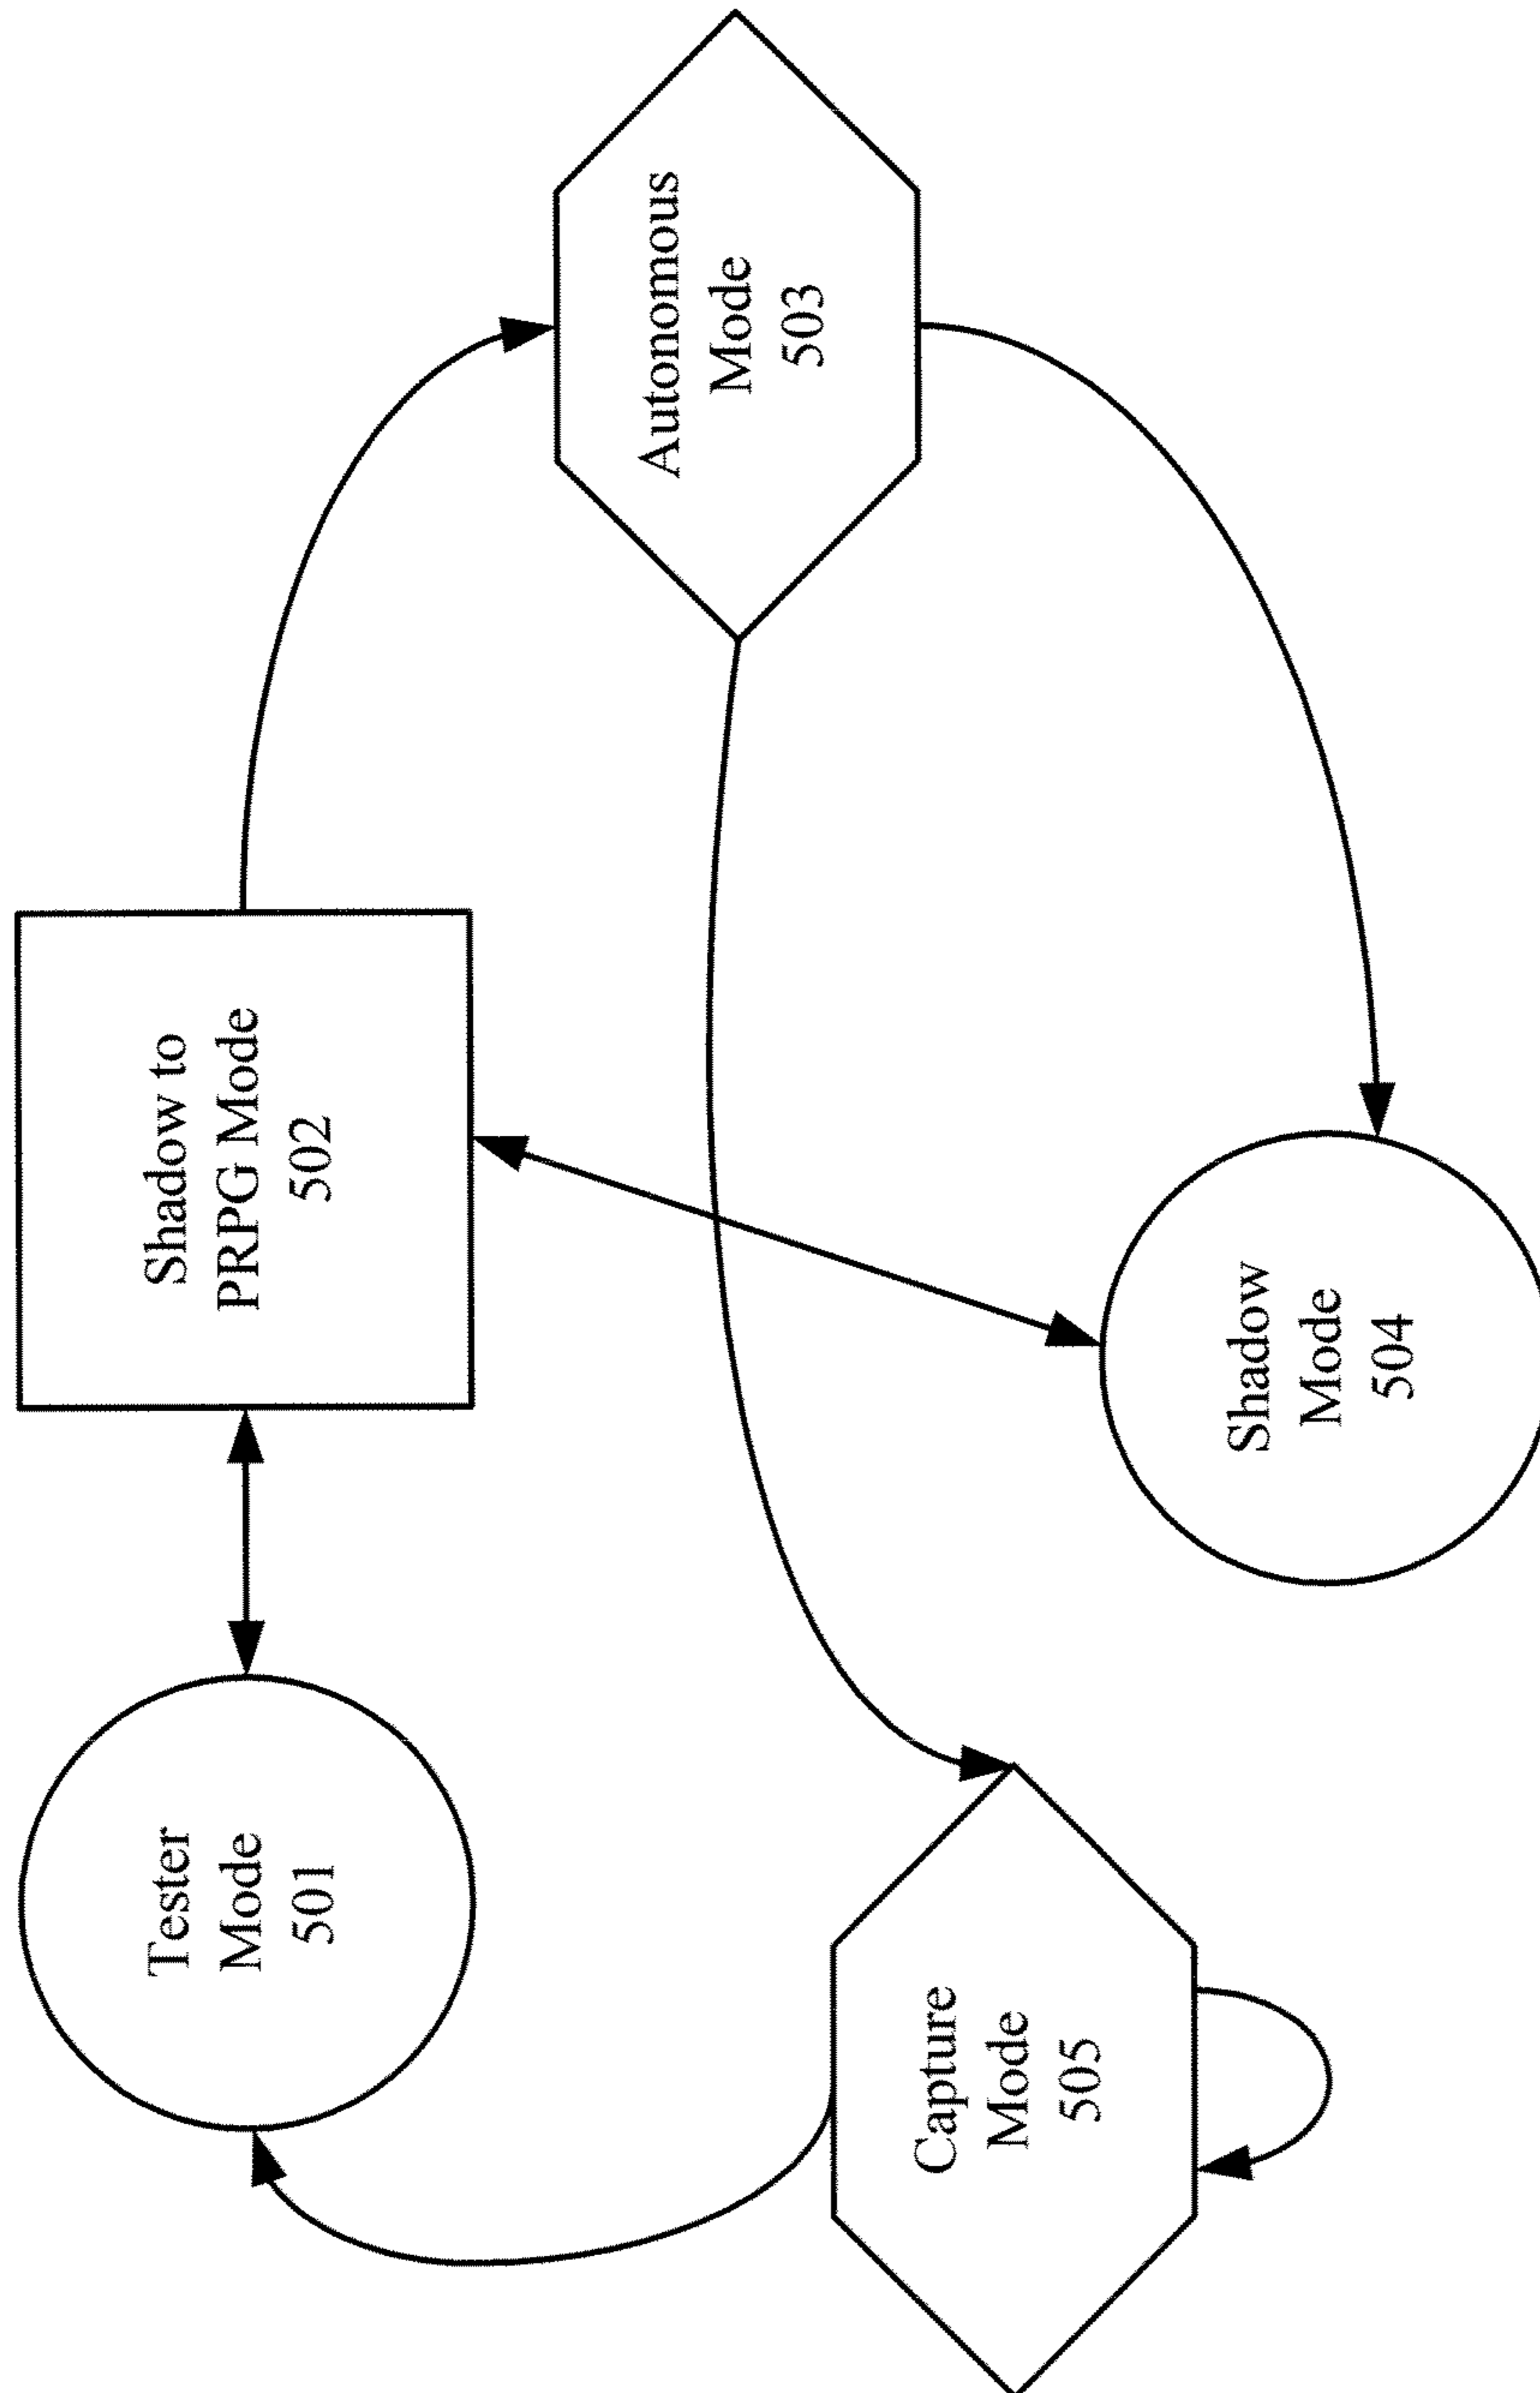 Tester
Mode
501
Shadow to
PRPG Mode
502
Autonomous
Mode
503
Capture
Mode
505
Shadow
Mode
504